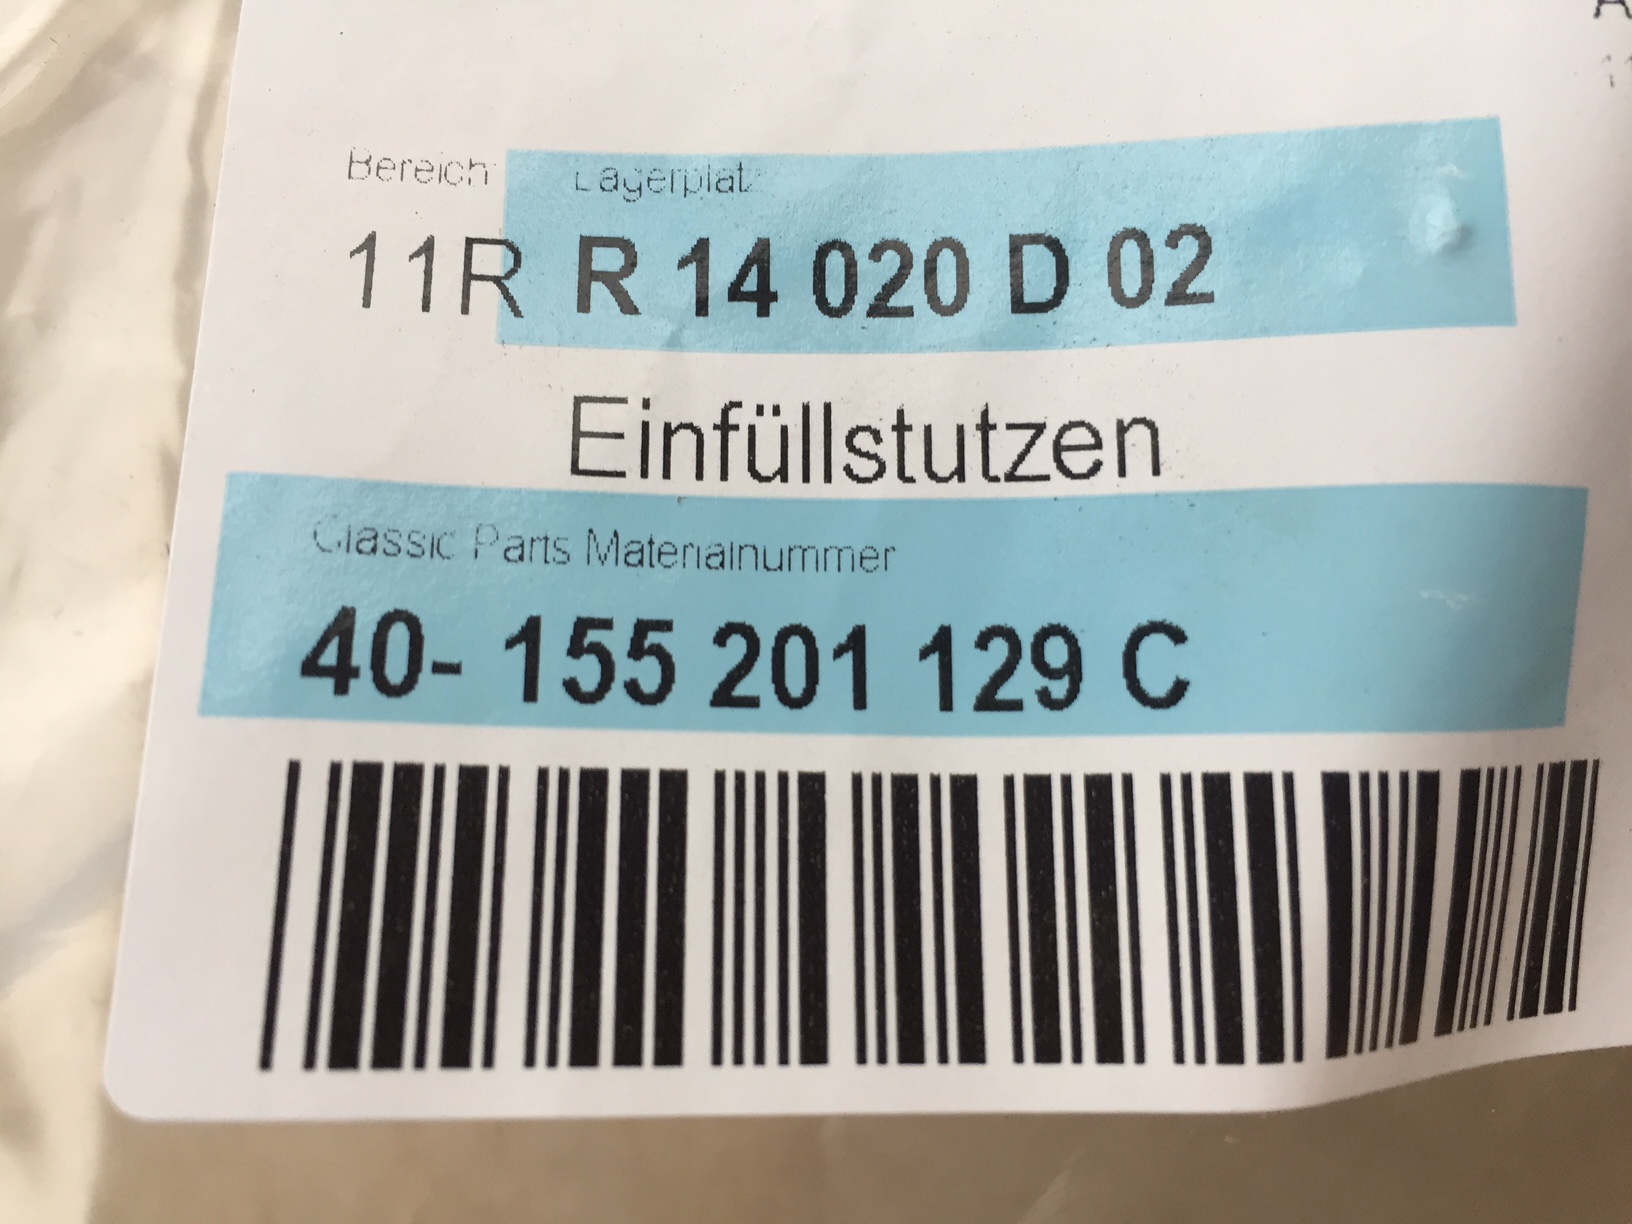 Bereich Lagerplatz
11R R 14 020 D 02
Einfüllstutzen
Classic Parts Materialnummer
40- 155 201 129 C